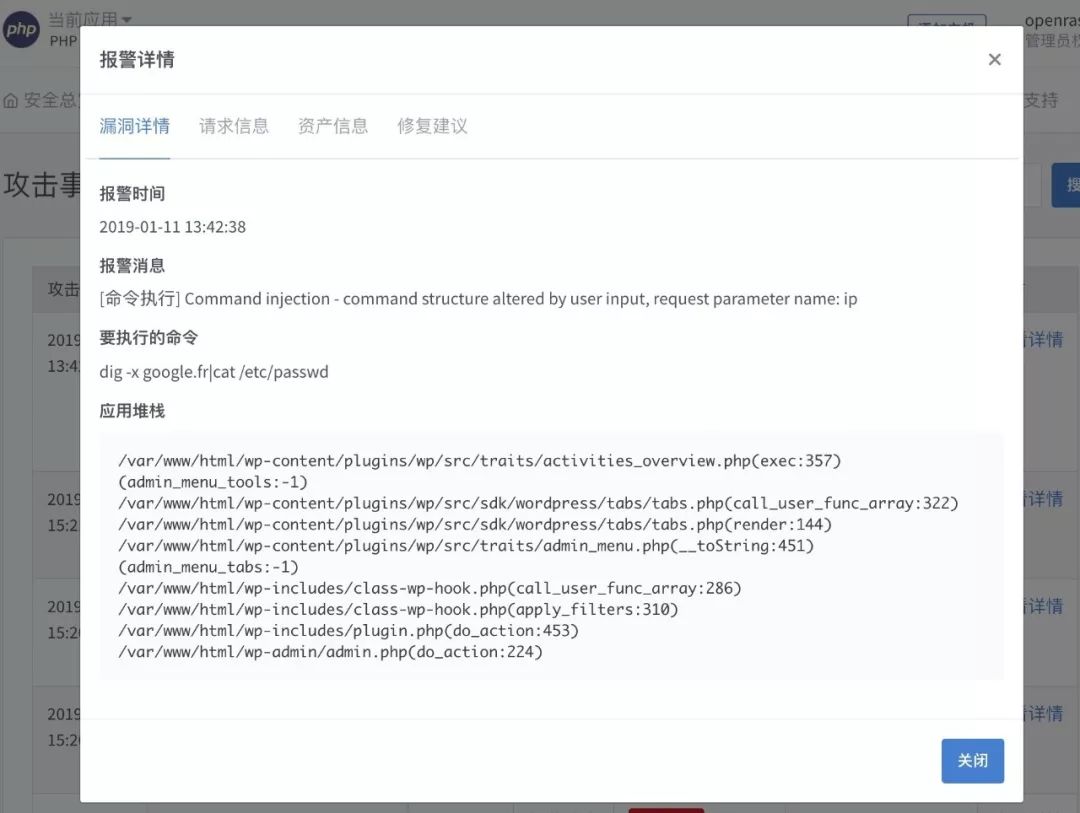 php
当前应用
PHP
openras
管理员权
安全总
支持
攻击事
搜
攻击
2019
13:4
详情
2019
15:2
详情
2019
15:20
详情
2019
15:20
详情
报警详情
×
漏洞详情 请求信息 资产信息 修复建议
报警时间
2019-01-11 13:42:38
报警消息
[命令执行] Command injection - command structure altered by user input, request parameter name: ip
要执行的命令
dig -x google.fr|cat /etc/passwd
应用堆栈
/var/www/html/wp-content/plugins/wp/src/traits/activities_overview.php(exec:357)
(admin_menu_tools:-1)
/var/www/html/wp-content/plugins/wp/src/sdk/wordpress/tabs/tabs.php(call_user_func_array:322)
/var/www/html/wp-content/plugins/wp/src/sdk/wordpress/tabs/tabs.php(render:144)
/var/www/html/wp-content/plugins/wp/src/traits/admin_menu.php(__toString:451)
(admin_menu_tabs:-1)
/var/www/html/wp-includes/class-wp-hook.php(call_user_func_array:286)
/var/www/html/wp-includes/class-wp-hook.php(apply_filters:310)
/var/www/html/wp-includes/plugin.php(do_action:453)
/var/www/html/wp-admin/admin.php(do_action:224)
关闭